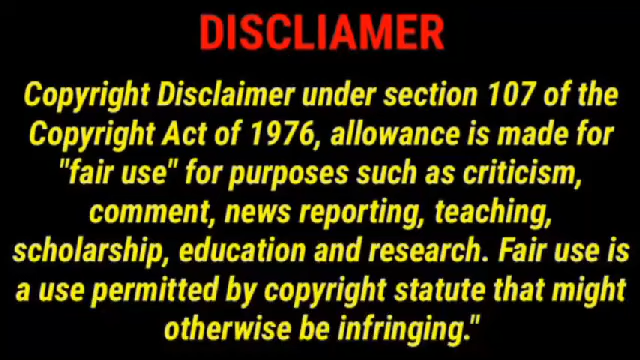 DISCLIAMER
Copyright Disclaimer under section 107 of the
Copyright Act of 1976, allowance is made for
"fair use" for purposes such as criticism,
comment, news reporting, teaching,
scholarship, education and research. Fair use is
a use permitted by copyright statute that might
otherwise be infringing."